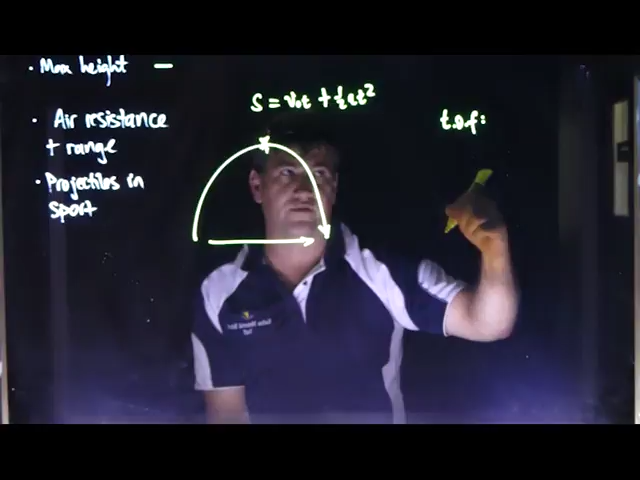 • Max height —
S = v₀t + ½at²
t.o.f:
• Air resistance
+ range
• Projectiles in
sport